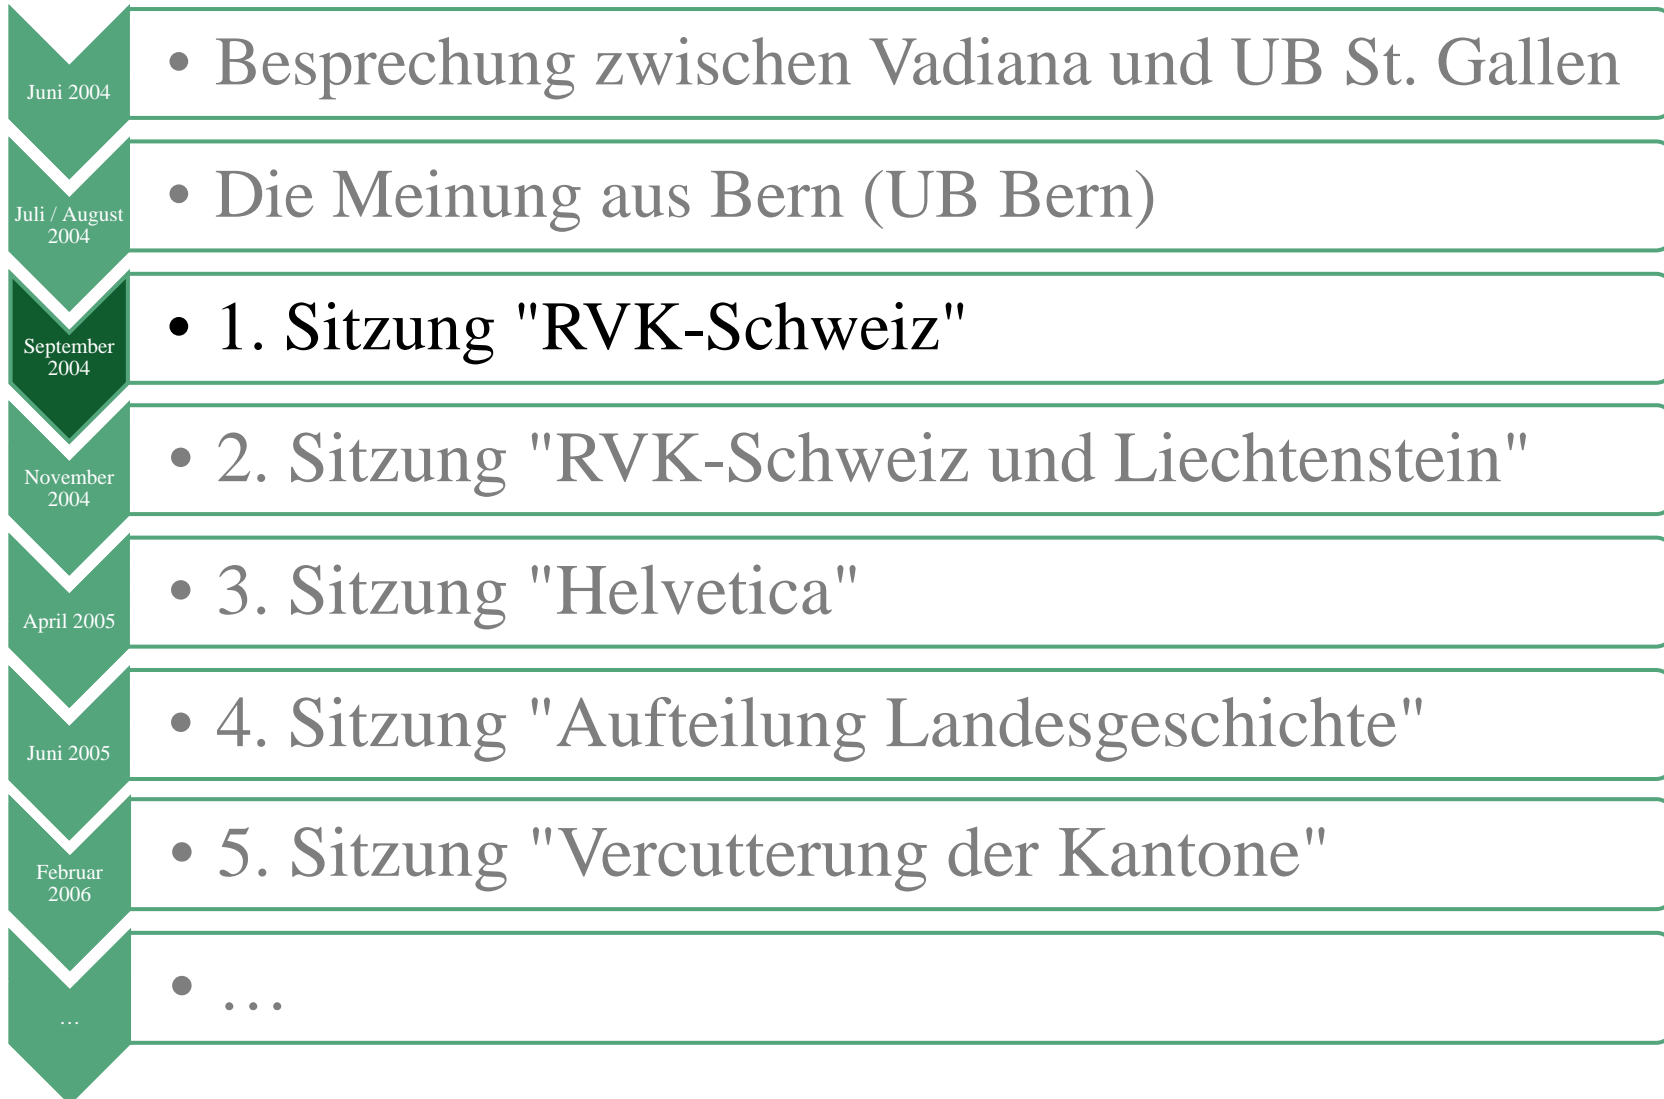 Juni 2004
• Besprechung zwischen Vadiana und UB St. Gallen
Juli / August
2004
• Die Meinung aus Bern (UB Bern)
September
2004
• 1. Sitzung "RVK-Schweiz"
November
2004
• 2. Sitzung "RVK-Schweiz und Liechtenstein"
April 2005
• 3. Sitzung "Helvetica"
Juni 2005
• 4. Sitzung "Aufteilung Landesgeschichte"
Februar
2006
• 5. Sitzung "Vercutterung der Kantone"
…
• …